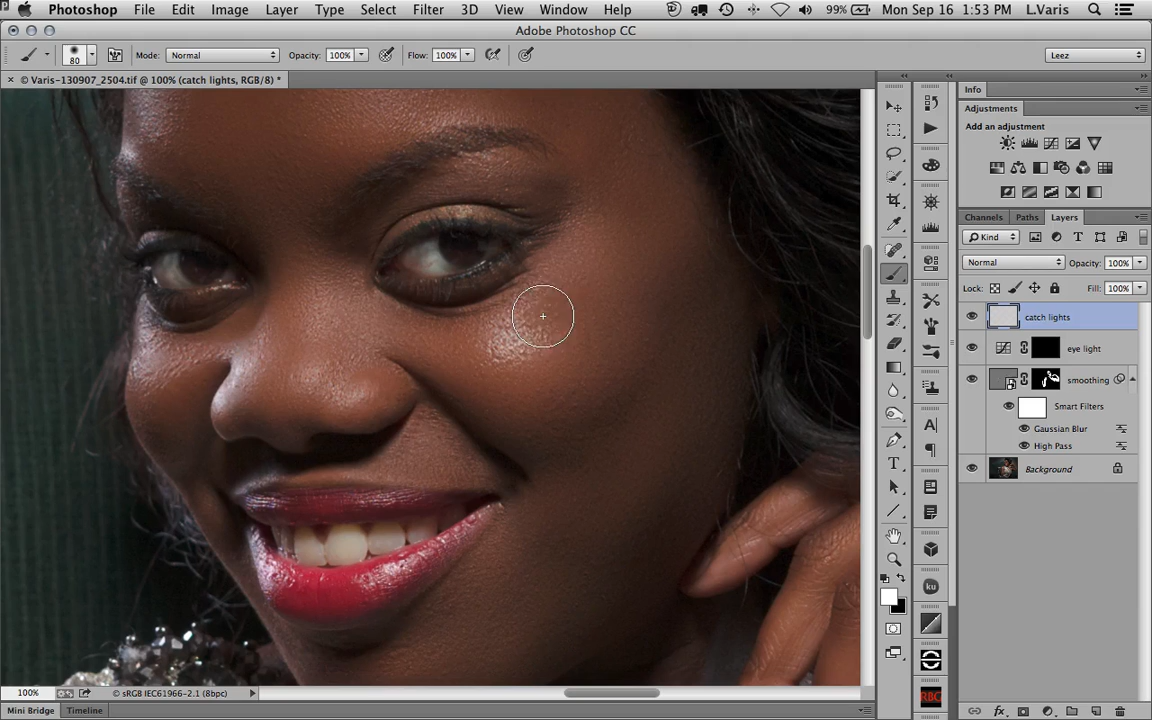 Photoshop File Edit Image Layer Type Select Filter 3D View Window Help 99% Mon Sep 16 1:53 PM L.Varis
Adobe Photoshop CC
80 Mode: Normal Opacity: 100% Flow: 100% Leez
× © Varis-130907_2504.tif @ 100% (catch lights, RGB/8) *
Info
Adjustments
Add an adjustment
Channels Paths Layers
Kind
Normal Opacity: 100%
Lock: Fill: 100%
catch lights
eye light
smoothing
Smart Filters
Gaussian Blur
High Pass
Background
A
T
ku
RBG
fx
100% © sRGB IEC61966-2.1 (8bpc)
Mini Bridge Timeline